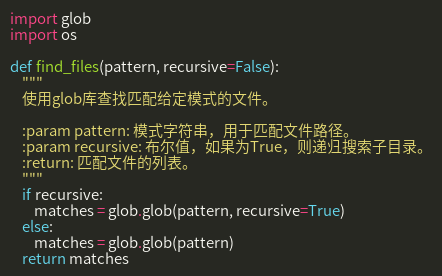 import glob
import os
def find_files(pattern, recursive=False):
"""
使用glob库查找匹配给定模式的文件。
:param pattern: 模式字符串，用于匹配文件路径。
:param recursive: 布尔值，如果为True，则递归搜索子目录。
:return: 匹配文件的列表。
"""
if recursive:
matches = glob.glob(pattern, recursive=True)
else:
matches = glob.glob(pattern)
return matches